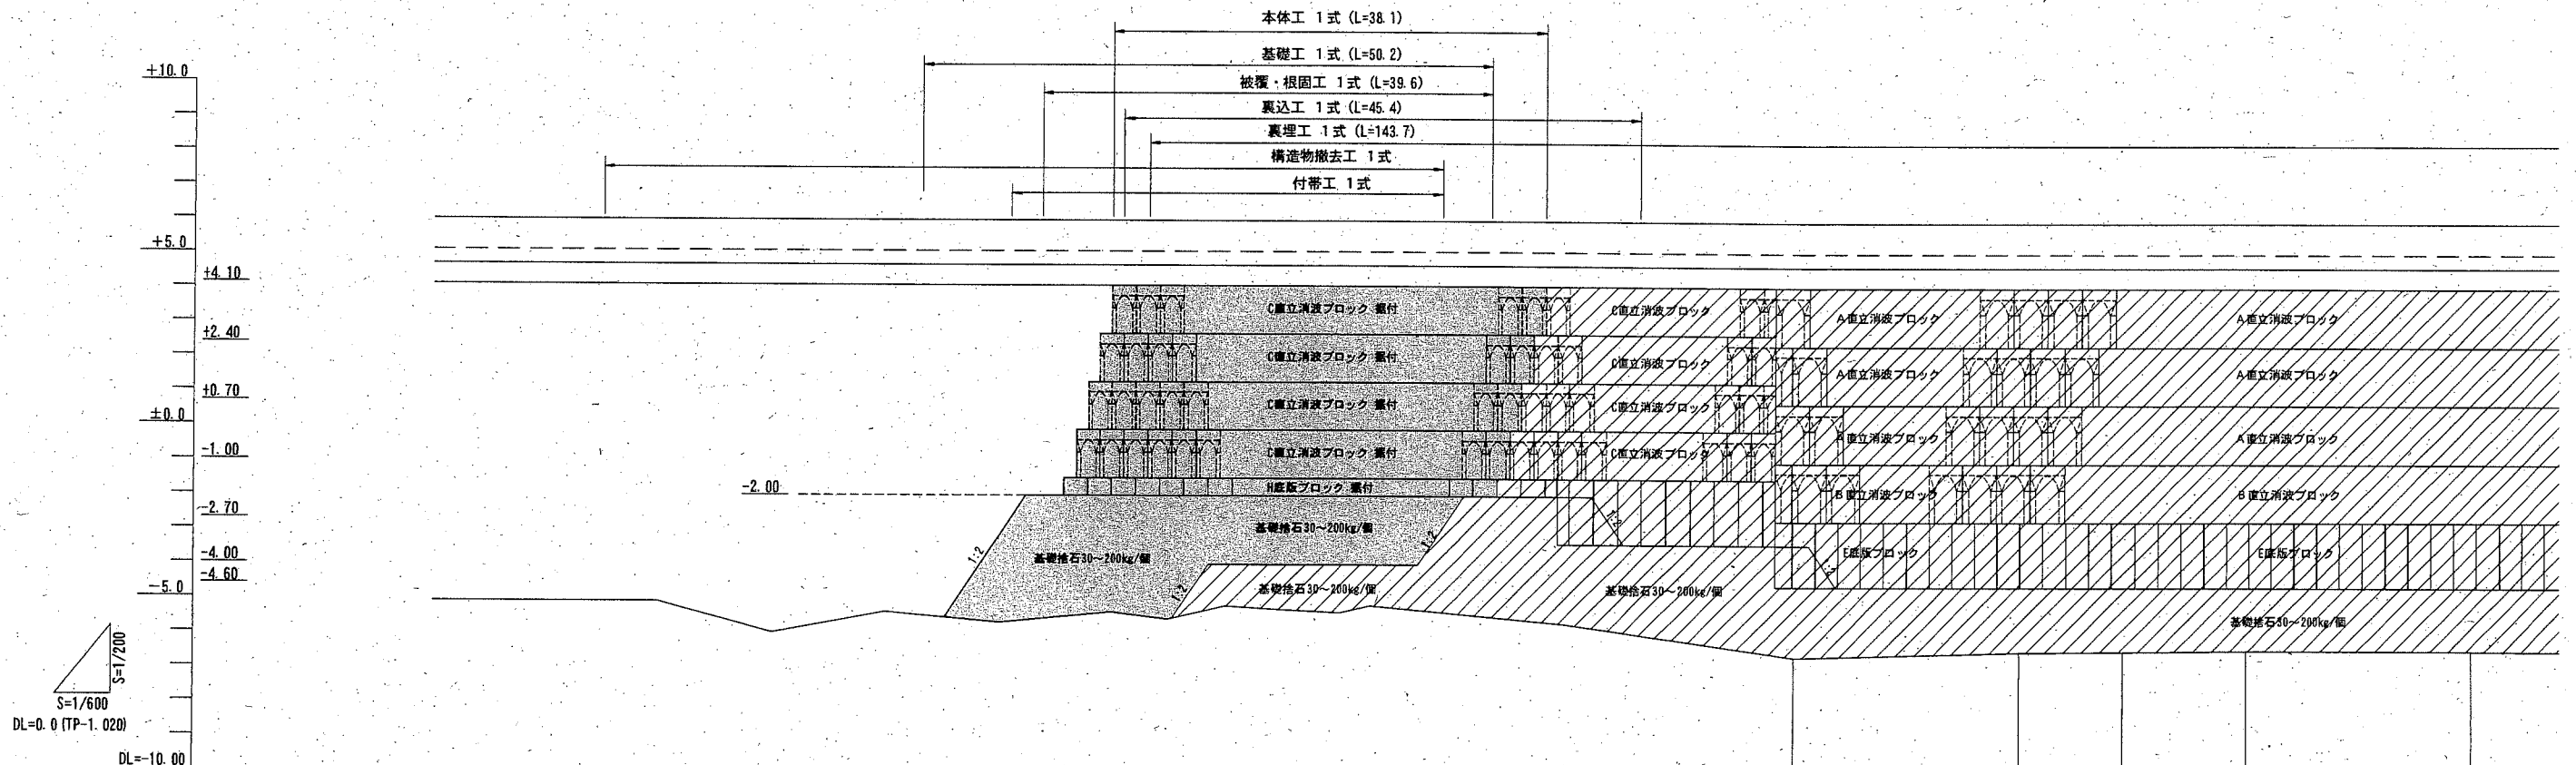 本体工 1式 (L=38.1)
基礎工 1式 (L=50.2)
被覆・根固工 1式 (L=39.6)
裏込工 1式 (L=45.4)
裏埋工 1式 (L=143.7)
構造物撤去工 1式
付帯工 1式
+10.0
+5.0
+4.10
+2.40
+0.70
±0.0
-1.00
-2.00
-2.70
-4.00
-4.60
-5.0
DL=-10.00
S=1/200
S=1/600
DL=0.0 (TP-1.020)
C直立消波ブロック 据付
C直立消波ブロック
A直立消波ブロック
A直立消波ブロック
C直立消波ブロック 据付
C直立消波ブロック
A直立消波ブロック
A直立消波ブロック
C直立消波ブロック 据付
C直立消波ブロック
A直立消波ブロック
A直立消波ブロック
C直立消波ブロック 据付
C直立消波ブロック
B直立消波ブロック
B直立消波ブロック
H底版ブロック 据付
E底版ブロック
E底版ブロック
基礎捨石30～200kg/個
基礎捨石30～200kg/個
基礎捨石30～200kg/個
基礎捨石30～200kg/個
基礎捨石30～200kg/個
1:2
1:2
1:2
1:2